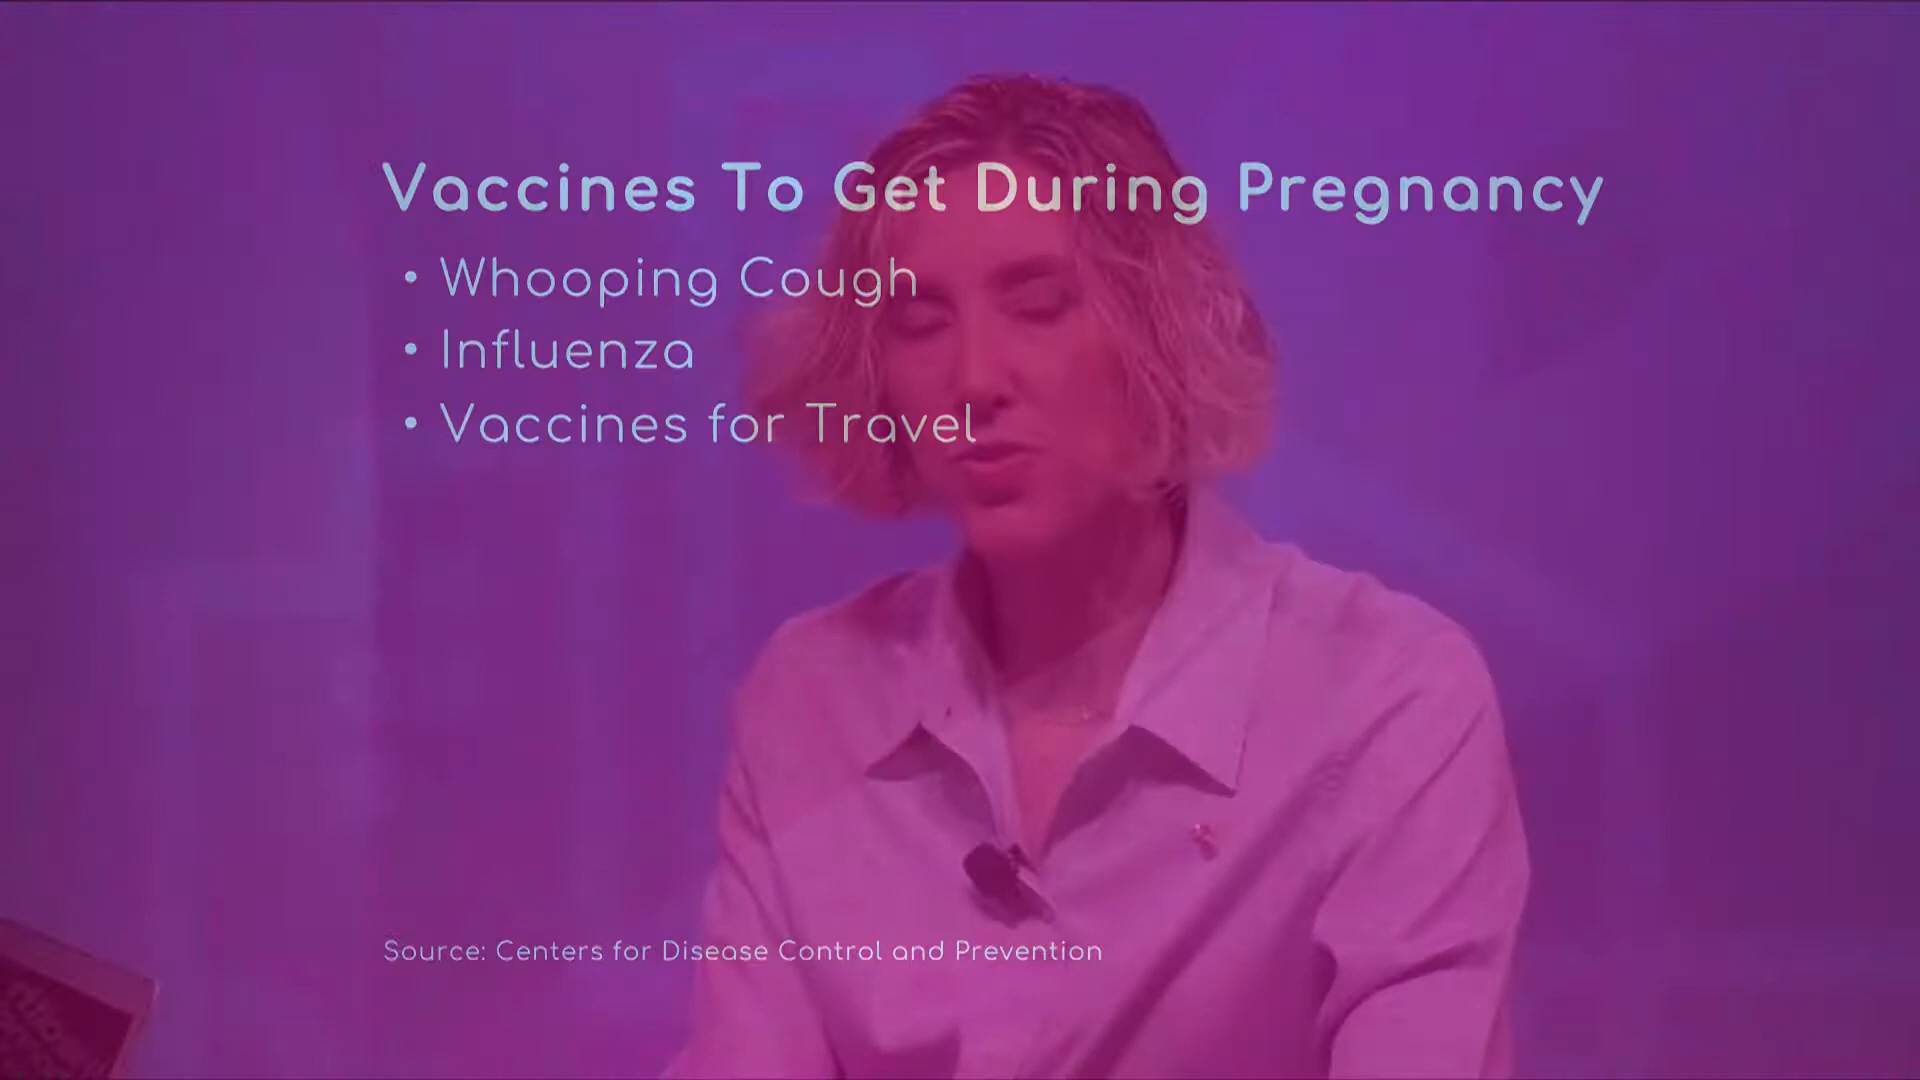 Vaccines To Get During Pregnancy
• Whooping Cough
• Influenza
• Vaccines for Travel
Source: Centers for Disease Control and Prevention